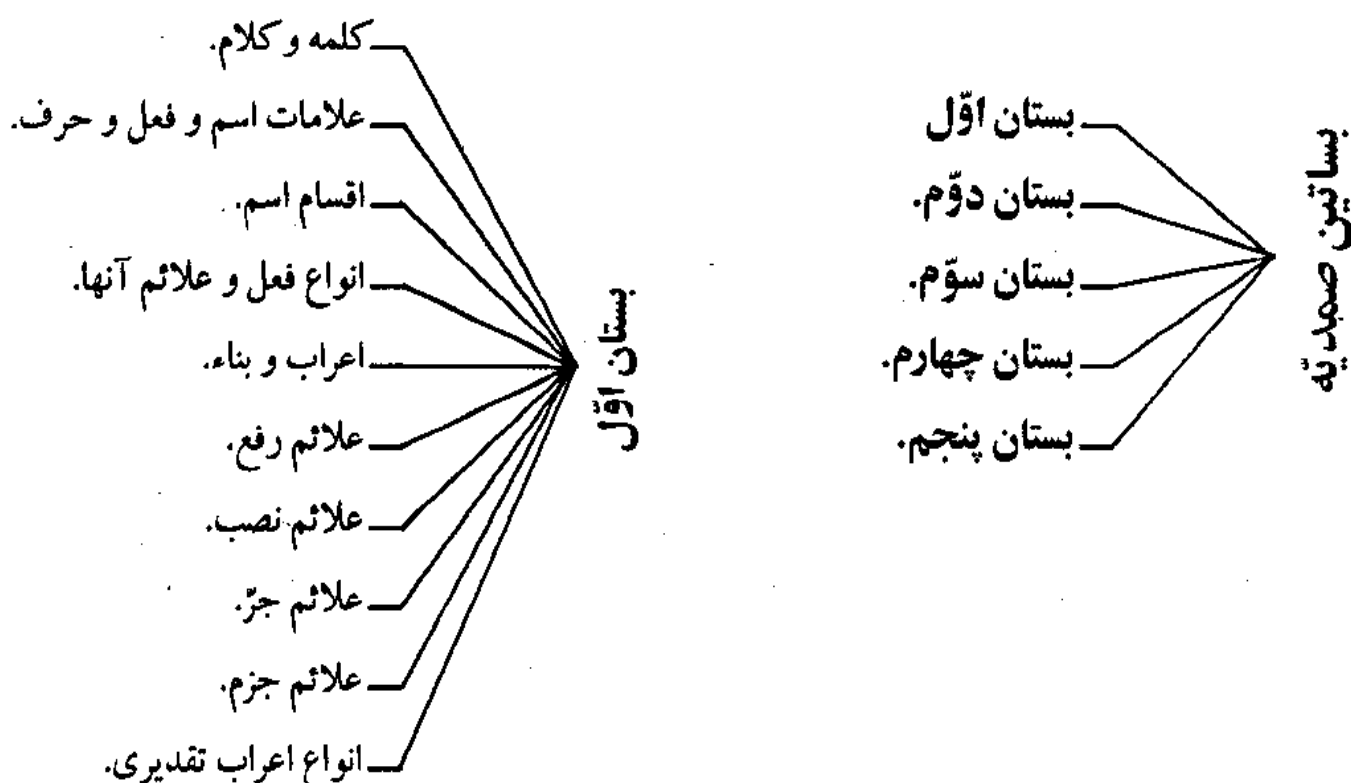 بساتین صمدیّه
بستان اوّل
بستان دوّم.
بستان سوّم.
بستان چهارم.
بستان پنجم.
بستان اوّل
کلمه و کلام.
علامات اسم و فعل و حرف.
اقسام اسم.
انواع فعل و علائم آنها.
اعراب و بناء.
علائم رفع.
علائم نصب.
علائم جرّ.
علائم جزم.
انواع اعراب تقدیری.